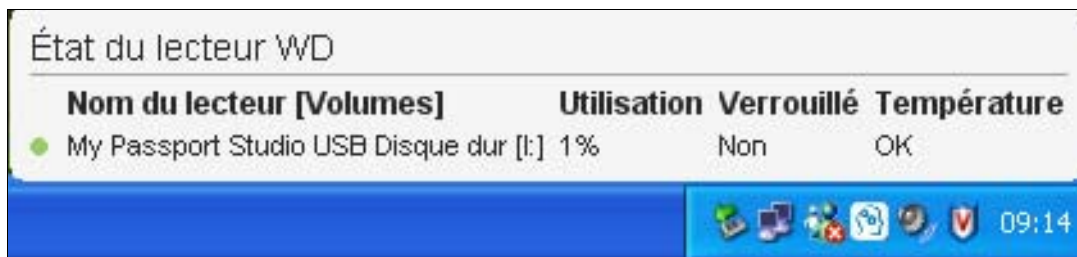 État du lecteur WD
Nom du lecteur [Volumes] Utilisation Verrouillé Température
My Passport Studio USB Disque dur [I:] 1% Non OK
09:14